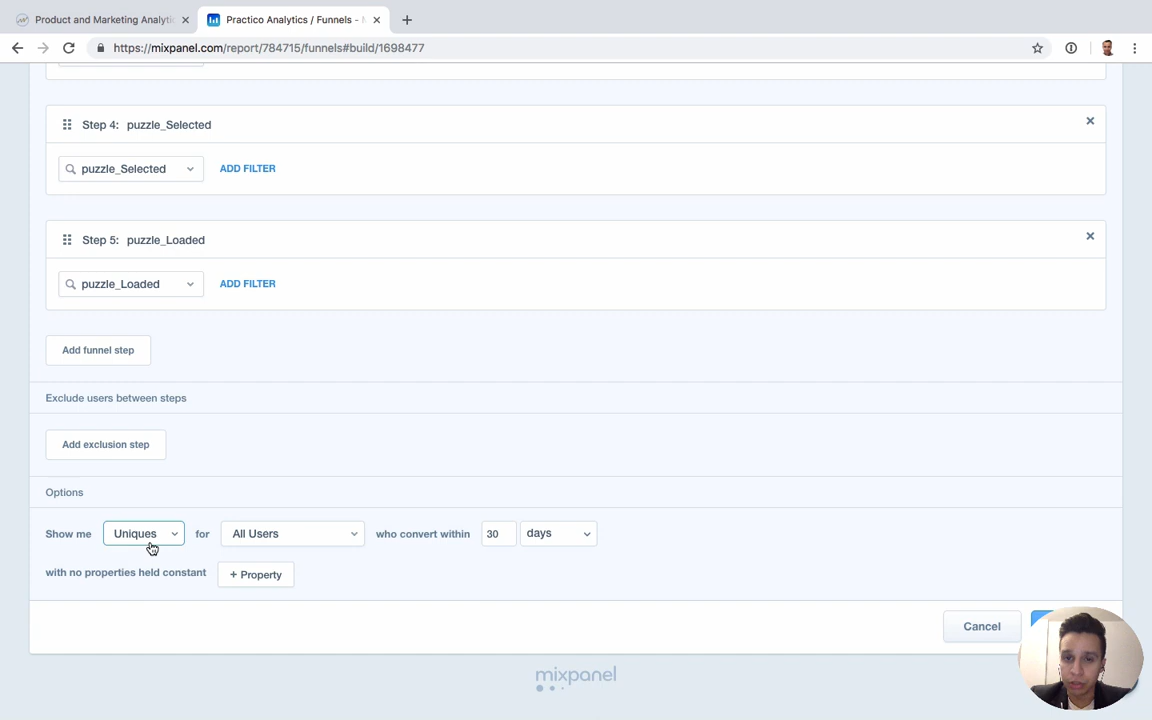 Product and Marketing Analytic
Practico Analytics / Funnels -
https://mixpanel.com/report/784715/funnels#build/1698477
Step 4: puzzle_Selected
puzzle_Selected ADD FILTER
Step 5: puzzle_Loaded
puzzle_Loaded ADD FILTER
Add funnel step
Exclude users between steps
Add exclusion step
Options
Show me Uniques for All Users who convert within 30 days
with no properties held constant + Property
Cancel
mixpanel